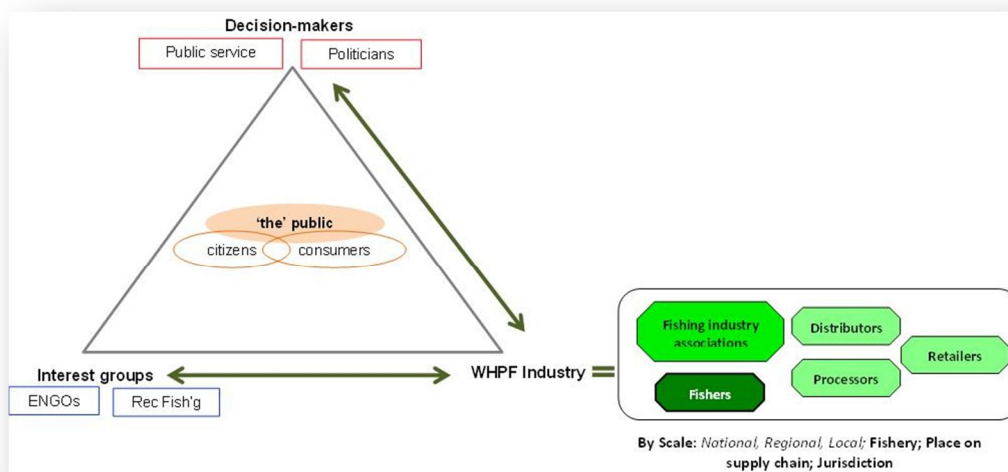 Decision-makers
Public service
Politicians
'the' public
citizens
consumers
Interest groups
ENGOs
Rec Fish'g
WHPF Industry =
Fishing industry
associations
Distributors
Retailers
Processors
Fishers
By Scale: National, Regional, Local; Fishery; Place on
supply chain; Jurisdiction